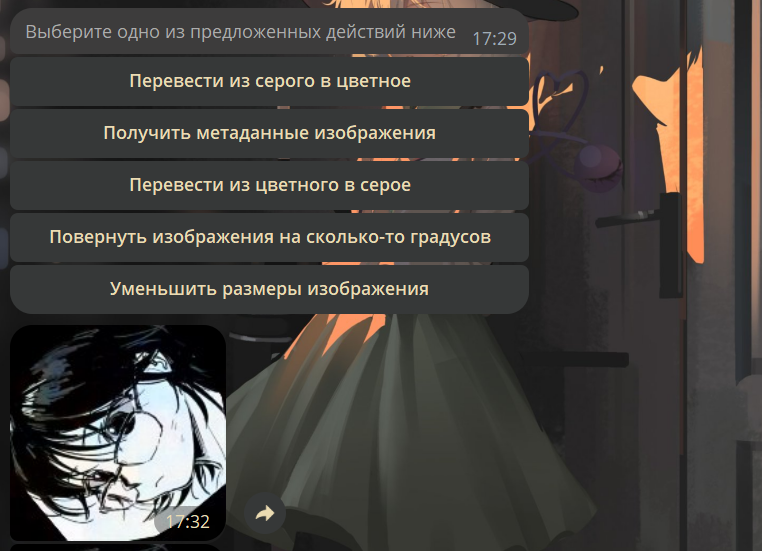 Выберите одно из предложенных действий ниже 17:29
Перевести из серого в цветное
Получить метаданные изображения
Перевести из цветного в серое
Повернуть изображения на сколько-то градусов
Уменьшить размеры изображения
17:32